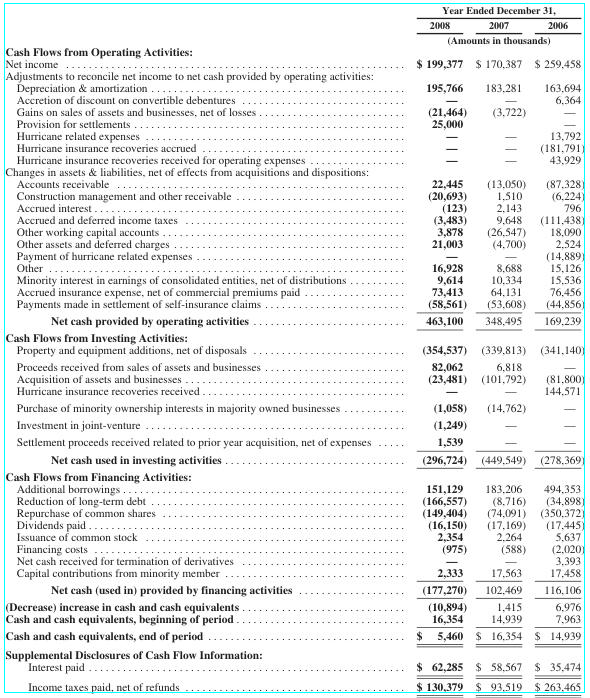 Year Ended December 31,
2008 2007 2006
(Amounts in thousands)
Cash Flows from Operating Activities:
Net income $ 199,377 $ 170,387 $ 259,458
Adjustments to reconcile net income to net cash provided by operating activities:
Depreciation & amortization 195,766 183,281 163,694
Accretion of discount on convertible debentures — — 6,364
Gains on sales of assets and businesses, net of losses (21,464) (3,722) —
Provision for settlements 25,000 — —
Hurricane related expenses — — 13,792
Hurricane insurance recoveries accrued — — (181,791)
Hurricane insurance recoveries received for operating expenses — — 43,929
Changes in assets & liabilities, net of effects from acquisitions and dispositions:
Accounts receivable 22,445 (13,050) (87,328)
Construction management and other receivable (20,693) 1,510 (6,224)
Accrued interest (123) 2,143 796
Accrued and deferred income taxes (3,483) 9,648 (111,438)
Other working capital accounts 3,878 (26,547) 18,090
Other assets and deferred charges 21,003 (4,700) 2,524
Payment of hurricane related expenses — — (14,889)
Other 16,928 8,688 15,126
Minority interest in earnings of consolidated entities, net of distributions 9,614 10,334 15,536
Accrued insurance expense, net of commercial premiums paid 73,413 64,131 76,456
Payments made in settlement of self-insurance claims (58,561) (53,608) (44,856)
Net cash provided by operating activities 463,100 348,495 169,239
Cash Flows from Investing Activities:
Property and equipment additions, net of disposals (354,537) (339,813) (341,140)
Proceeds received from sales of assets and businesses 82,062 6,818 —
Acquisition of assets and businesses (23,481) (101,792) (81,800)
Hurricane insurance recoveries received — — 144,571
Purchase of minority ownership interests in majority owned businesses (1,058) (14,762) —
Investment in joint-venture (1,249) — —
Settlement proceeds received related to prior year acquisition, net of expenses 1,539 — —
Net cash used in investing activities (296,724) (449,549) (278,369)
Cash Flows from Financing Activities:
Additional borrowings 151,129 183,206 494,353
Reduction of long-term debt (166,557) (8,716) (34,898)
Repurchase of common shares (149,404) (74,091) (350,372)
Dividends paid (16,150) (17,169) (17,445)
Issuance of common stock 2,354 2,264 5,637
Financing costs (975) (588) (2,020)
Net cash received for termination of derivatives — — 3,393
Capital contributions from minority member 2,333 17,563 17,458
Net cash (used in) provided by financing activities (177,270) 102,469 116,106
(Decrease) increase in cash and cash equivalents (10,894) 1,415 6,976
Cash and cash equivalents, beginning of period 16,354 14,939 7,963
Cash and cash equivalents, end of period $ 5,460 $ 16,354 $ 14,939
Supplemental Disclosures of Cash Flow Information:
Interest paid $ 62,285 $ 58,567 $ 35,474
Income taxes paid, net of refunds $ 130,379 $ 93,519 $ 263,465